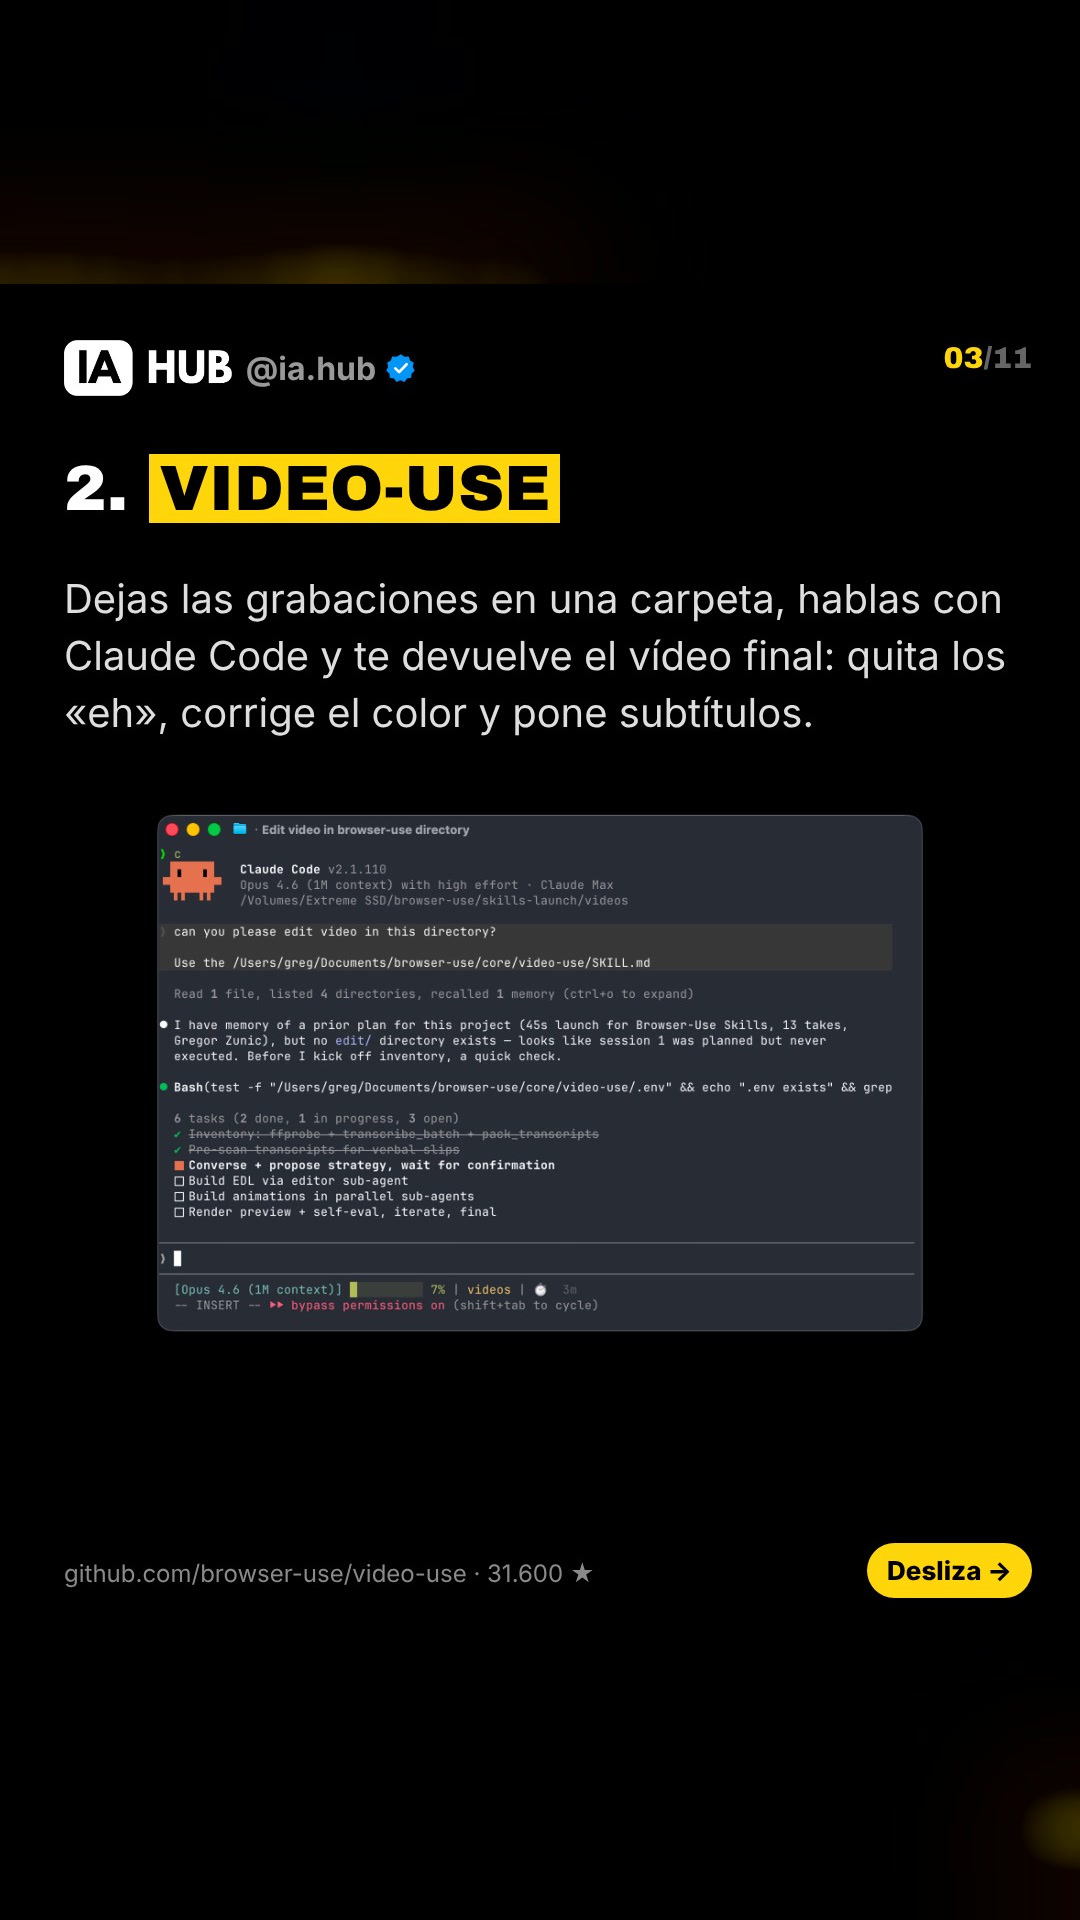 IA HUB @ia.hub
03/11
2. VIDEO-USE
Dejas las grabaciones en una carpeta, hablas con
Claude Code y te devuelve el vídeo final: quita los
«eh», corrige el color y pone subtítulos.
· Edit video in browser-use directory
❯ c
Claude Code v2.1.110
Opus 4.6 (1M context) with high effort · Claude Max
/Volumes/Extreme SSD/browser-use/skills-launch/videos
❯ can you please edit video in this directory?
Use the /Users/greg/Documents/browser-use/core/video-use/SKILL.md
Read 1 file, listed 4 directories, recalled 1 memory (ctrl+o to expand)
● I have memory of a prior plan for this project (45s launch for Browser-Use Skills, 13 takes,
Gregor Zunic), but no edit/ directory exists — looks like session 1 was planned but never
executed. Before I kick off inventory, a quick check.
● Bash(test -f "/Users/greg/Documents/browser-use/core/video-use/.env" && echo ".env exists" && grep
6 tasks (2 done, 1 in progress, 3 open)
✔ Inventory: ffprobe + transcribe_batch + pack_transcripts
✔ Pre-scan transcripts for verbal slips
■ Converse + propose strategy, wait for confirmation
□ Build EDL via editor sub-agent
□ Build animations in parallel sub-agents
□ Render preview + self-eval, iterate, final
❯
[Opus 4.6 (1M context)] 7% | videos | ⏱ 3m
-- INSERT -- ▶▶ bypass permissions on (shift+tab to cycle)
github.com/browser-use/video-use · 31.600 ★
Desliza →